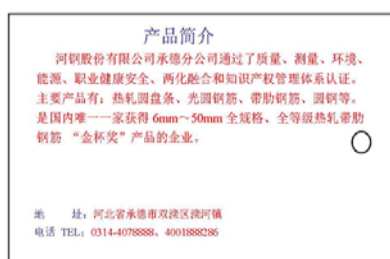 产品简介
河钢股份有限公司承德分公司通过了质量、测量、环境、
能源、职业健康安全、两化融合和知识产权管理体系认证。
主要产品有：热轧圆盘条、光圆钢筋、带肋钢筋、圆钢等。
是国内唯一一家获得 6mm～50mm 全规格、全等级热轧带肋
钢筋 “金杯奖”产品的企业。
地 址：河北省承德市双滦区滦河镇
电话 TEL：0314-4078888、4001888286